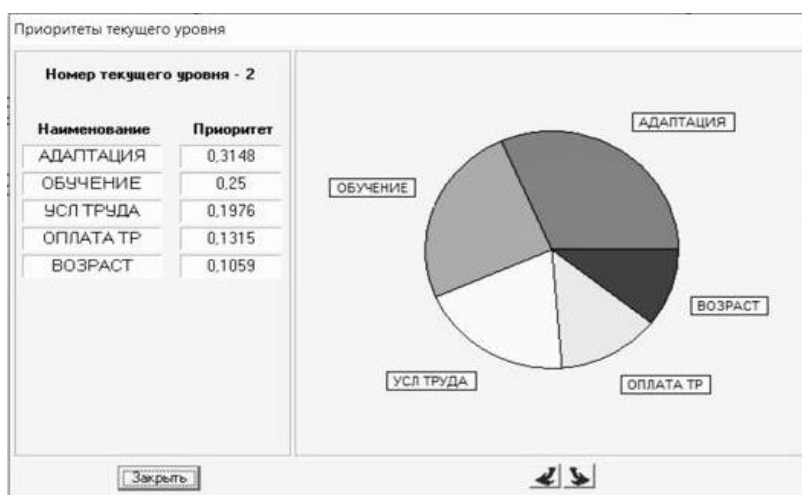 Приоритеты текущего уровня
Номер текущего уровня - 2
Наименование Приоритет
АДАПТАЦИЯ 0,3148
ОБУЧЕНИЕ 0,25
УСЛ ТРУДА 0,1976
ОПЛАТА ТР 0,1315
ВОЗРАСТ 0,1059
Закрыть
АДАПТАЦИЯ
ОБУЧЕНИЕ
ВОЗРАСТ
УСЛ ТРУДА
ОПЛАТА ТР